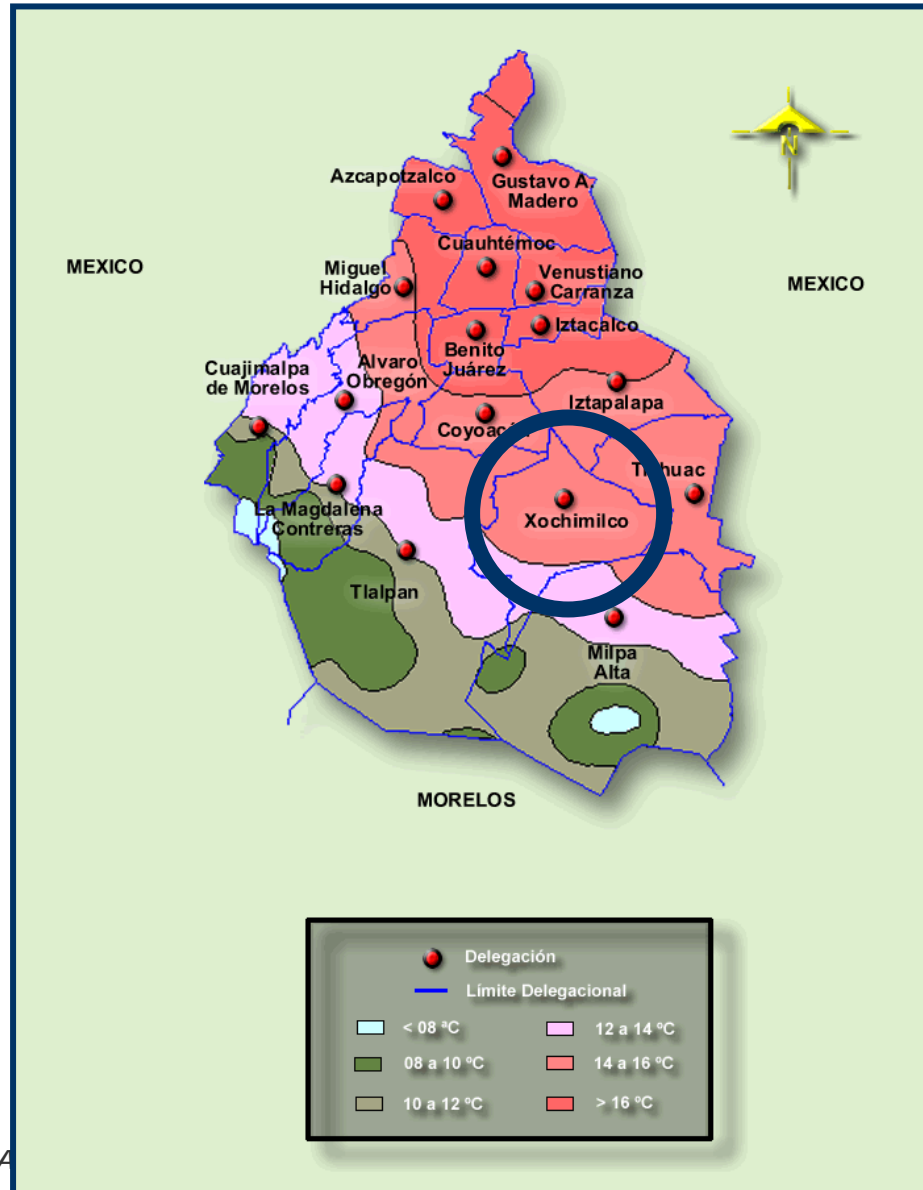 N
Azcapotzalco
Gustavo A.
Madero
Cuauhtémoc
MEXICO
Miguel
Hidalgo
Venustiano
Carranza
MEXICO
Iztacalco
Benito
Juárez
Cuajimalpa
de Morelos
Alvaro
Obregón
Iztapalapa
Coyoacán
Tláhuac
La Magdalena
Contreras
Xochimilco
Tlalpan
Milpa
Alta
MORELOS
Delegación
Límite Delegacional
< 08 ºC
12 a 14 ºC
08 a 10 ºC
14 a 16 ºC
10 a 12 ºC
> 16 ºC
A